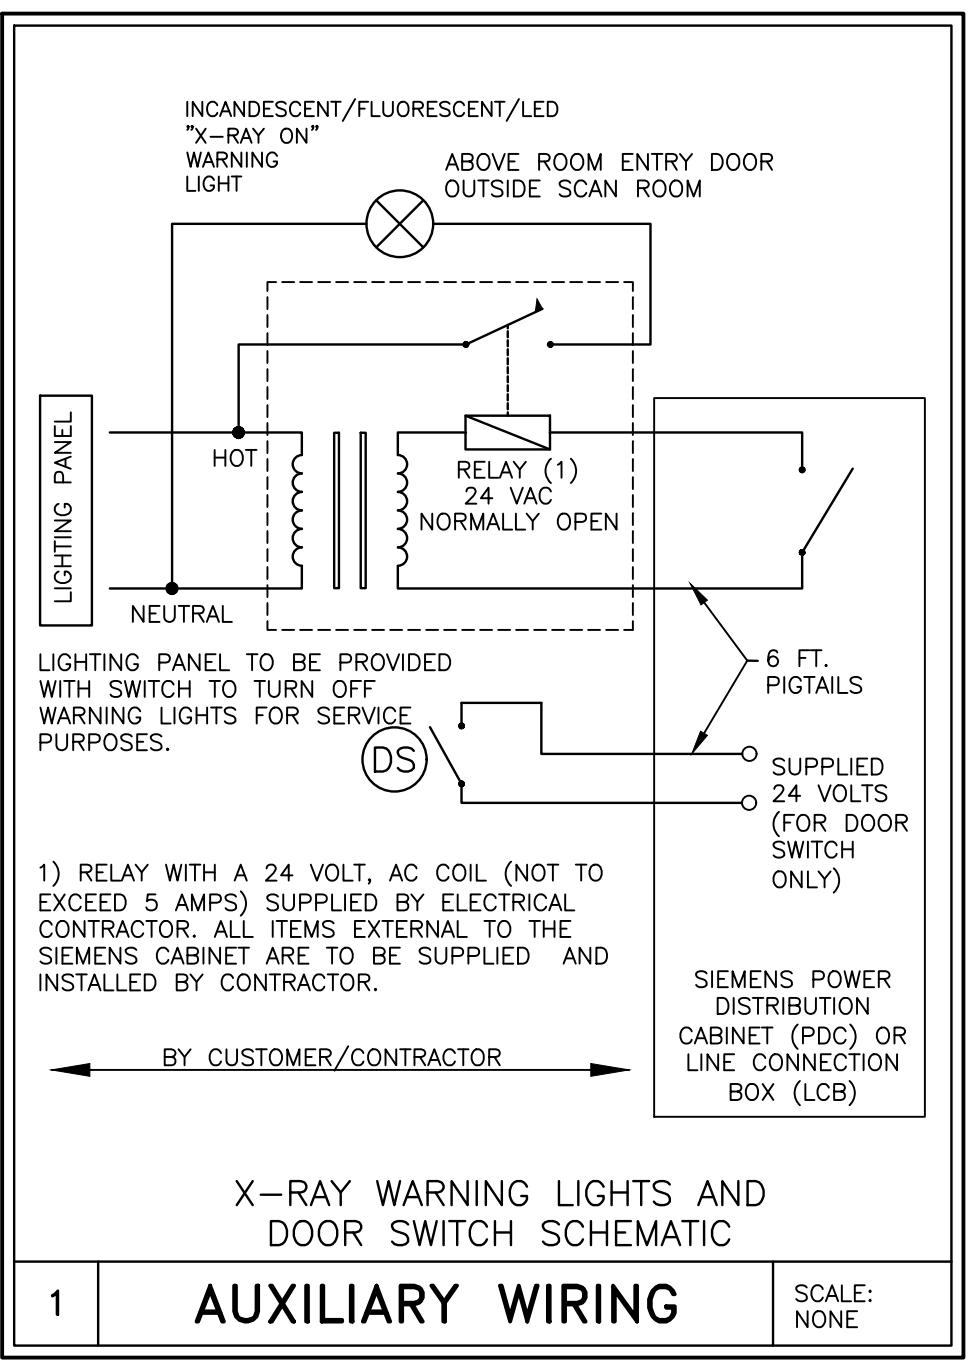 INCANDESCENT/FLUORESCENT/LED
"X-RAY ON"
WARNING
LIGHT
ABOVE ROOM ENTRY DOOR
OUTSIDE SCAN ROOM
LIGHTING PANEL
HOT
NEUTRAL
RELAY (1)
24 VAC
NORMALLY OPEN
LIGHTING PANEL TO BE PROVIDED
WITH SWITCH TO TURN OFF
WARNING LIGHTS FOR SERVICE
PURPOSES.
6 FT.
PIGTAILS
DS
SUPPLIED
24 VOLTS
(FOR DOOR
SWITCH
ONLY)
1) RELAY WITH A 24 VOLT, AC COIL (NOT TO
EXCEED 5 AMPS) SUPPLIED BY ELECTRICAL
CONTRACTOR. ALL ITEMS EXTERNAL TO THE
SIEMENS CABINET ARE TO BE SUPPLIED AND
INSTALLED BY CONTRACTOR.
SIEMENS POWER
DISTRIBUTION
CABINET (PDC) OR
LINE CONNECTION
BOX (LCB)
BY CUSTOMER/CONTRACTOR
X-RAY WARNING LIGHTS AND
DOOR SWITCH SCHEMATIC
1
AUXILIARY WIRING
SCALE:
NONE